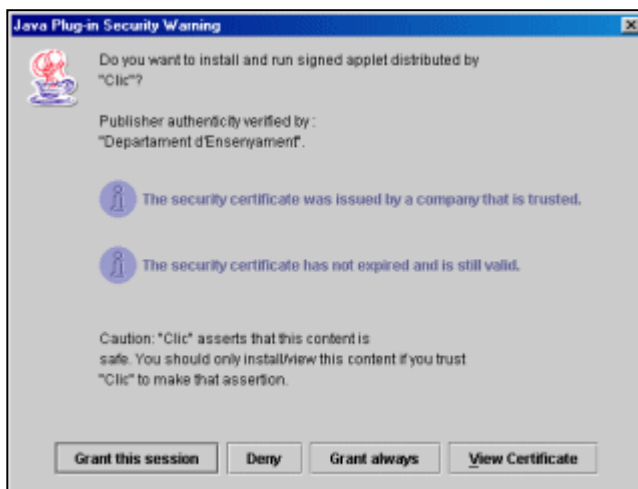 Java Plug-in Security Warning
Do you want to install and run signed applet distributed by
"Clic"?
Publisher authenticity verified by :
"Departament d'Ensenyament".
The security certificate was issued by a company that is trusted.
The security certificate has not expired and is still valid.
Caution: "Clic" asserts that this content is
safe. You should only install/view this content if you trust
"Clic" to make that assertion.
Grant this session Deny Grant always View Certificate